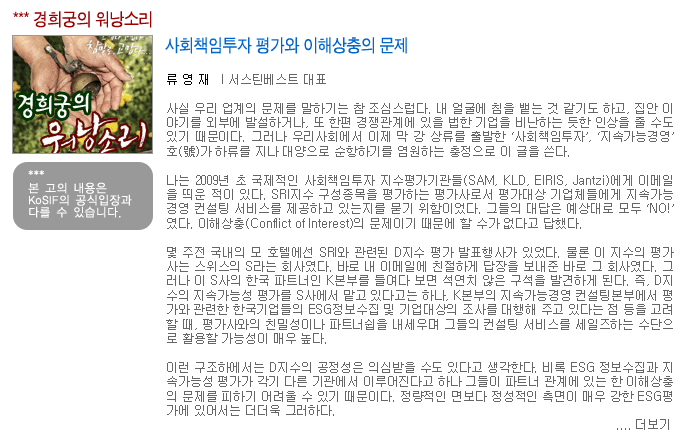 *** 경희궁의 워낭소리
경희궁의
워낭소리
***
본 고의 내용은
KoSIF의 공식입장과
다를 수 있습니다.
사회책임투자 평가와 이해상충의 문제
류 영 재 ㅣ서스틴베스트 대표
사실 우리 업계의 문제를 말하기는 참 조심스럽다. 내 얼굴에 침을 뱉는 것 같기도 하고, 집안 이
야기를 외부에 발설하거나, 또 한편 경쟁관계에 있을 법한 기업을 비난하는 듯한 인상을 줄 수도
있기 때문이다. 그러나 우리사회에서 이제 막 강 상류를 출발한 ‘사회책임투자’, ‘지속가능경영’
호(號)가 하류를 지나 대양으로 순항하기를 염원하는 충정으로 이 글을 쓴다.
나는 2009년 초 국제적인 사회책임투자 지수평가기관들(SAM, KLD, EIRIS, Jantzi)에게 이메일
을 띄운 적이 있다. SRI지수 구성종목을 평가하는 평가사로서 평가대상 기업체들에게 지속가능
경영 컨설팅 서비스를 제공하고 있는지를 묻기 위함이었다. 그들의 대답은 예상대로 모두 ‘NO!’
였다. 이해상충(Conflict of Interest)의 문제이기 때문에 할 수가 없다고 답했다.
몇 주전 국내의 모 호텔에선 SRI와 관련된 D지수 평가 발표행사가 있었다. 물론 이 지수의 평가
사는 스위스의 S라는 회사였다. 바로 내 이메일에 친절하게 답장을 보내준 바로 그 회사였다. 그
러나 이 S사의 한국 파트너인 K본부를 들여다 보면 석연치 않은 구석을 발견하게 된다. 즉, D지
수의 지속가능성 평가를 S사에서 맡고 있다고는 하나, K본부의 지속가능경영 컨설팅본부에서 평
가와 관련한 한국기업들의 ESG정보수집 및 기업대상의 조사를 대행해 주고 있다는 점 등을 고려
할 때, 평가사와의 친밀성이나 파트너쉽을 내세우며 그들의 컨설팅 서비스를 세일즈하는 수단으
로 활용할 가능성이 매우 높다.
이런 구조하에서는 D지수의 공정성은 의심받을 수도 있다고 생각한다. 비록 ESG 정보수집과 지
속가능성 평가가 각기 다른 기관에서 이루어진다고 하나 그들이 파트너 관계에 있는 한 이해상충
의 문제를 피하기 어려울 수 있기 때문이다. 정량적인 면보다 정성적인 측면이 매우 강한 ESG평
가에 있어서는 더더욱 그러하다.
.... 더보기